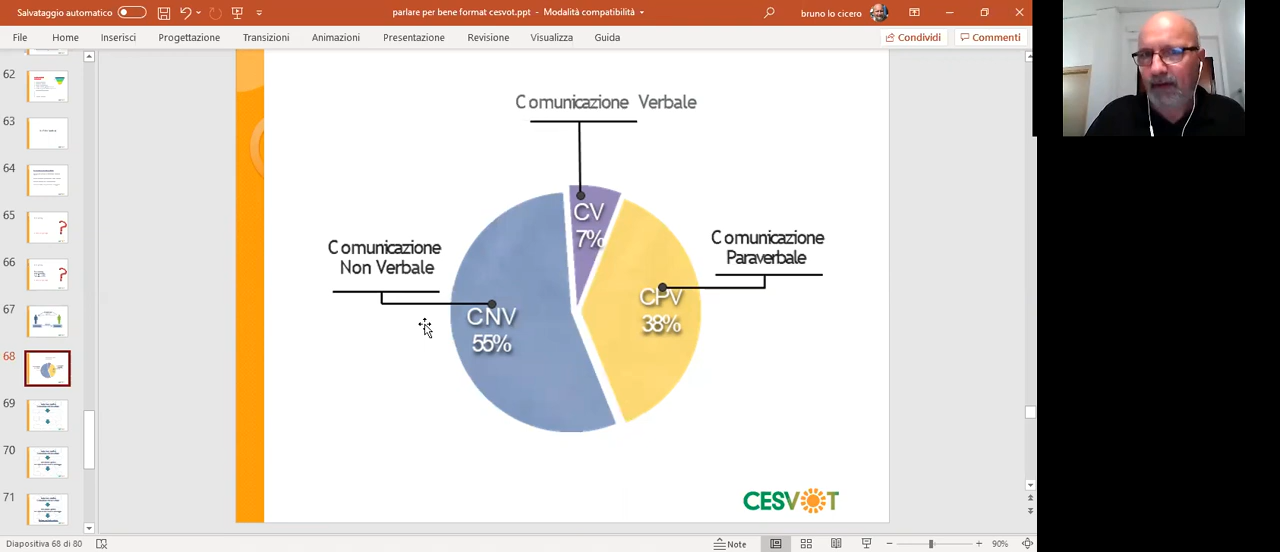 Salvataggio automatico
parlare per bene format cesvot.ppt - Modalità compatibilità
bruno lo cicero
File Home Inserisci Progettazione Transizioni Animazioni Presentazione Revisione Visualizza Guida
Condividi Commenti
62
63
64
65
66
67
68
69
70
71
Comunicazione Verbale
CV
7%
Comunicazione
Non Verbale
CNV
55%
Comunicazione
Paraverbale
CPV
38%
CESVOT
Diapositiva 68 di 80
Note
90%